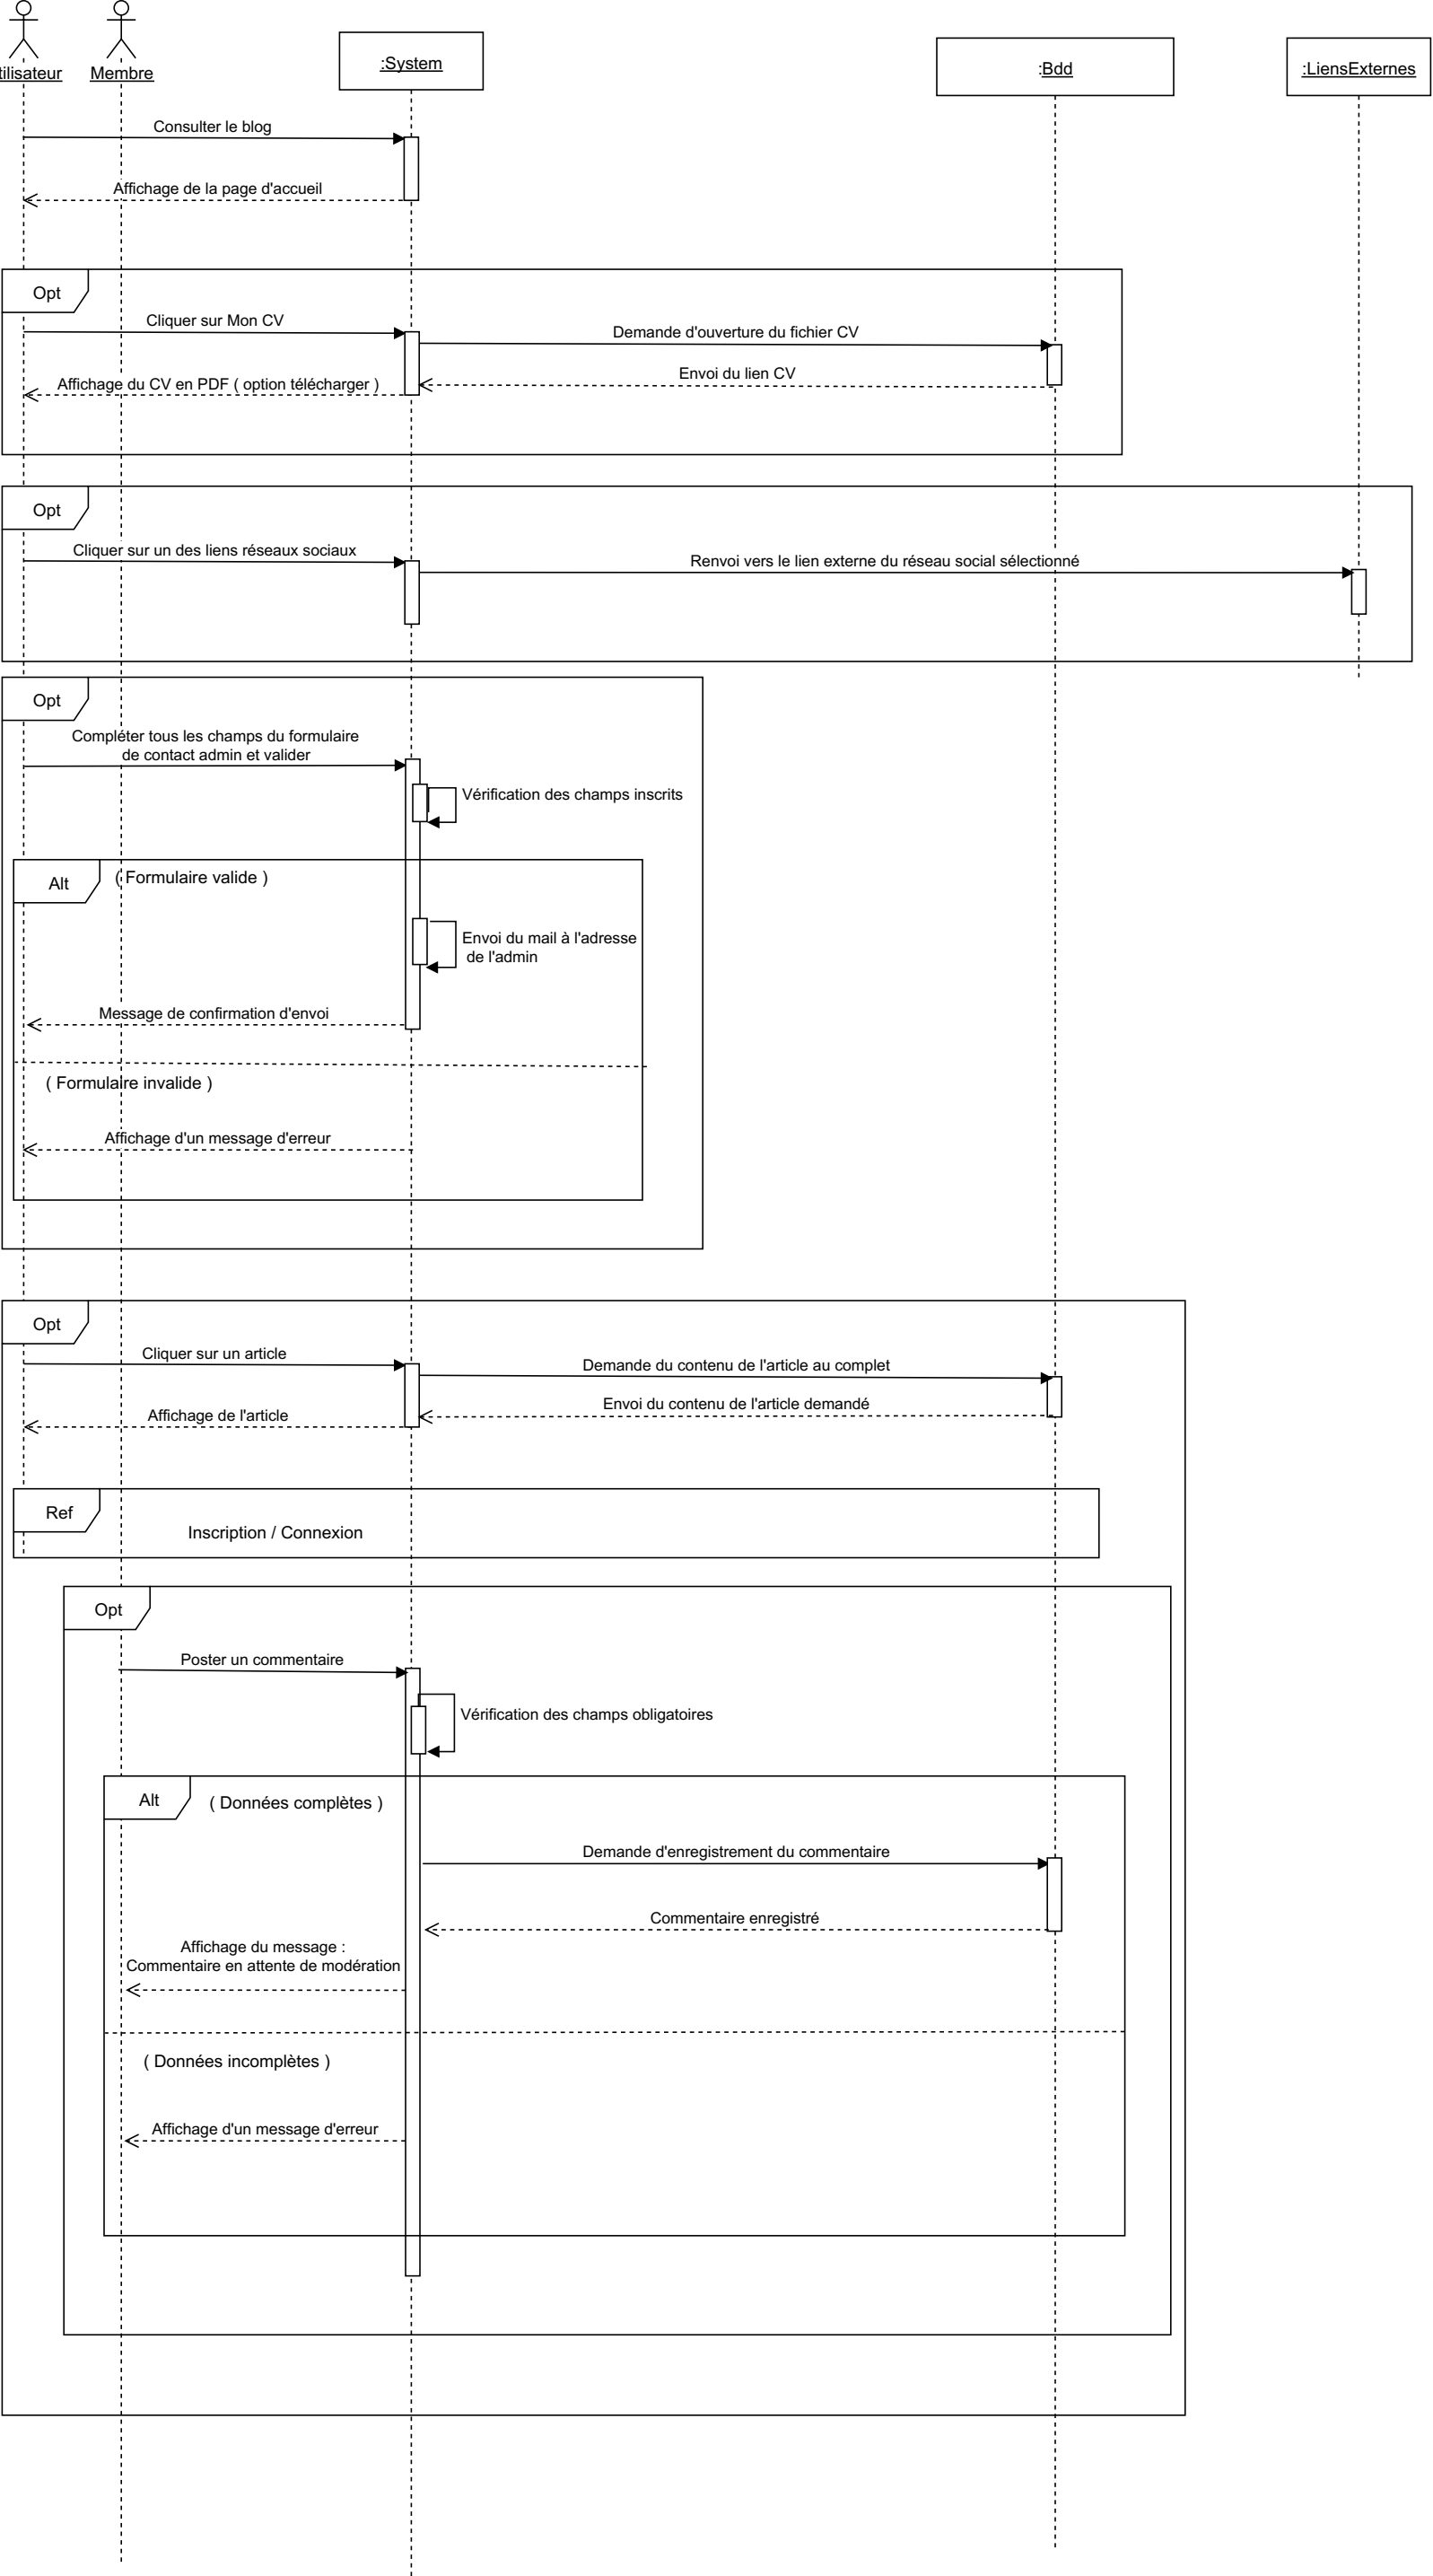 tilisateur
Membre
:System
:Bdd
:LiensExternes
Consulter le blog
Affichage de la page d'accueil
Opt
Cliquer sur Mon CV
Demande d'ouverture du fichier CV
Envoi du lien CV
Affichage du CV en PDF ( option télécharger )
Opt
Cliquer sur un des liens réseaux sociaux
Renvoi vers le lien externe du réseau social sélectionné
Opt
Compléter tous les champs du formulaire
de contact admin et valider
Vérification des champs inscrits
Alt
( Formulaire valide )
Envoi du mail à l'adresse
de l'admin
Message de confirmation d'envoi
( Formulaire invalide )
Affichage d'un message d'erreur
Opt
Cliquer sur un article
Demande du contenu de l'article au complet
Envoi du contenu de l'article demandé
Affichage de l'article
Ref
Inscription / Connexion
Opt
Poster un commentaire
Vérification des champs obligatoires
Alt
( Données complètes )
Demande d'enregistrement du commentaire
Commentaire enregistré
Affichage du message :
Commentaire en attente de modération
( Données incomplètes )
Affichage d'un message d'erreur